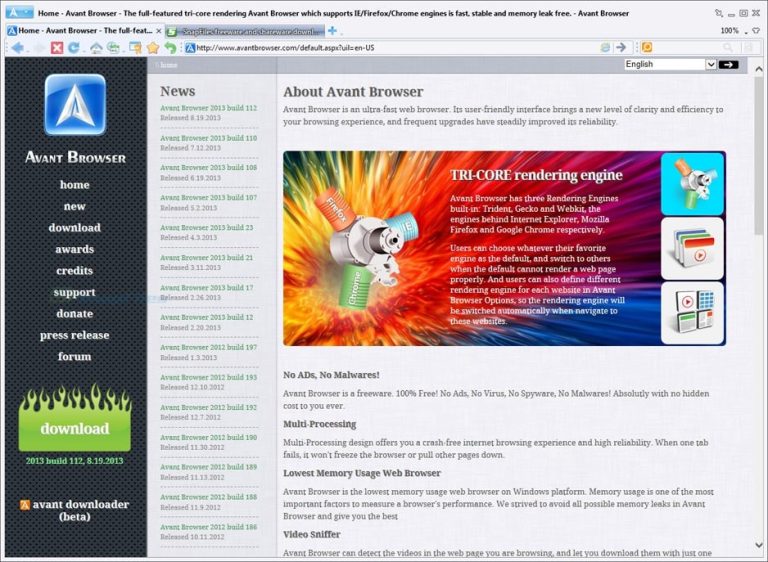 Home - Avant Browser - The full-featured tri-core rendering Avant Browser which supports IE/Firefox/Chrome engines is fast, stable and memory leak free. - Avant Browser
Home - Avant Browser - The full-feat...
SnapFiles freeware and shareware downl...
100%
http://www.avantbrowser.com/default.aspx?uil=en-US
home
English
AVANT BROWSER
home
new
download
awards
credits
support
donate
press release
forum
download
2013 build 112, 8.19.2013
avant downloader
(beta)
News
Avant Browser 2013 build 112
Released 8.19.2013
Avant Browser 2013 build 110
Released 7.12.2013
Avant Browser 2013 build 108
Released 6.19.2013
Avant Browser 2013 build 107
Released 5.2.2013
Avant Browser 2013 build 23
Released 4.3.2013
Avant Browser 2013 build 21
Released 3.11.2013
Avant Browser 2013 build 17
Released 2.26.2013
Avant Browser 2013 build 12
Released 2.20.2013
Avant Browser 2012 build 197
Released 1.3.2013
Avant Browser 2012 build 193
Released 12.10.2012
Avant Browser 2012 build 192
Released 12.7.2012
Avant Browser 2012 build 190
Released 11.30.2012
Avant Browser 2012 build 189
Released 11.13.2012
Avant Browser 2012 build 188
Released 11.9.2012
Avant Browser 2012 build 186
Released 10.11.2012
About Avant Browser
Avant Browser is an ultra-fast web browser. Its user-friendly interface brings a new level of clarity and efficiency to
your browsing experience, and frequent upgrades have steadily improved its reliability.
Firefox
Chrome
TRI-CORE rendering engine
Avant Browser has three Rendering Engines
built-in: Trident, Gecko and Webkit, the
engines behind Internet Explorer, Mozilla
Firefox and Google Chrome respectively.
Users can choose whatever their favorite
engine as the default, and switch to others
when the default cannot render a web page
properly. And users can also define different
rendering engine for each website in Avant
Browser Options, so the rendering engine will
be switched automatically when navigate to
these websites.
No ADs, No Malwares!
Avant Browser is a freeware. 100% Free! No Ads, No Virus, No Spyware, No Malwares! Absolutly with no hidden
cost to you ever.
Multi-Processing
Multi-Processing design offers you a crash-free internet browsing experience and high reliability. When one tab
fails, it won't freeze the browser or pull other pages down.
Lowest Memory Usage Web Browser
Avant Browser is the lowest memory usage web browser on Windows platform. Memory usage is one of the most
important factors to measure a browser's performance. We strived to avoid all possible memory leaks in Avant
Browser and give you the best
Video Sniffer
Avant Browser can detect the videos in the web page you are browsing, and let you download them with just one